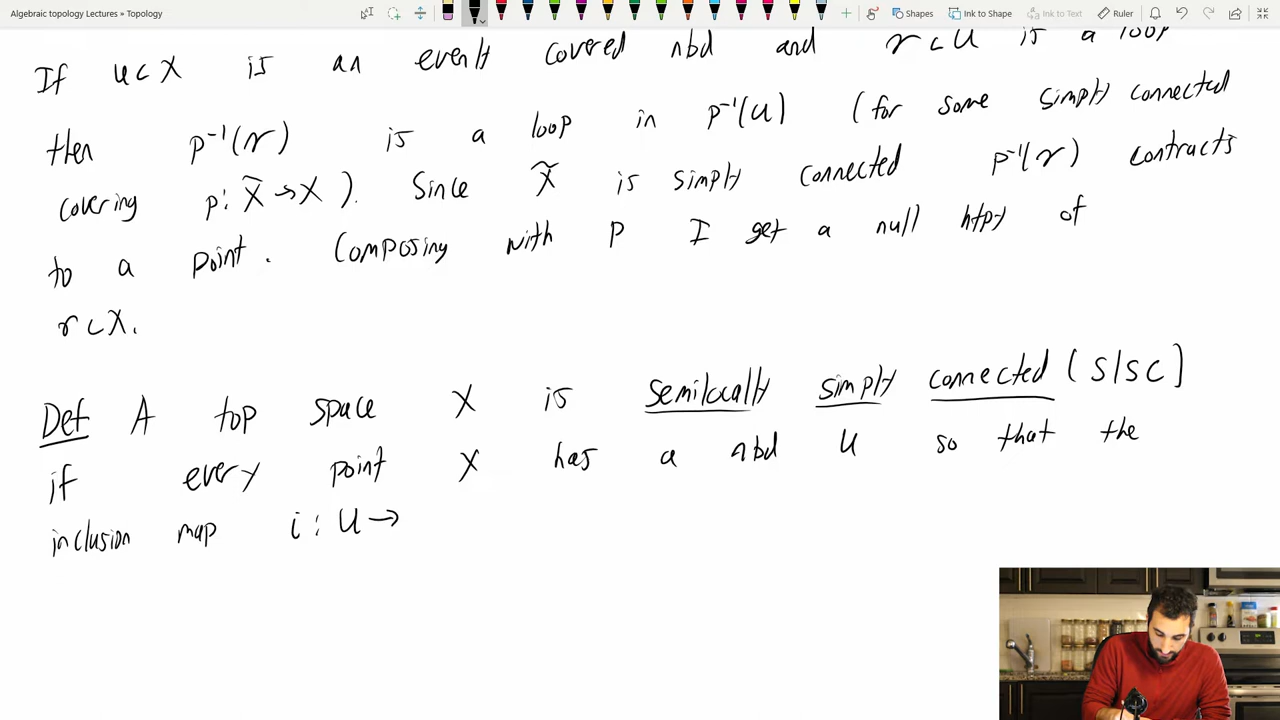 Algebraic topology Lectures = Topology
Shapes Ink to Shape Ink to Text Ruler
If U⊂X is an evenly covered nbd and γ⊂U is a loop
then p⁻¹(γ) is a loop in p⁻¹(U) (for some simply connected
covering p: X̃→X). Since X̃ is simply connected p⁻¹(γ) contracts
to a point. Composing with p I get a null htpy of
γ⊂X.
Def A top space X is semilocally simply connected (SlSC)
if every point x has a nbd U so that the
inclusion map i: U→